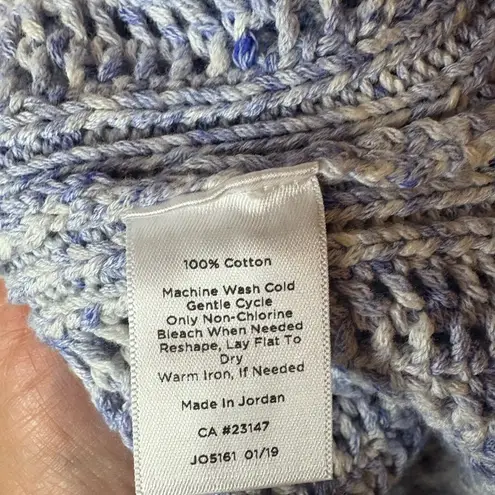 100% Cotton
Machine Wash Cold
Gentle Cycle
Only Non-Chlorine
Bleach When Needed
Reshape, Lay Flat To
Dry
Warm Iron, If Needed
Made In Jordan
CA #23147
JO5161 01/19